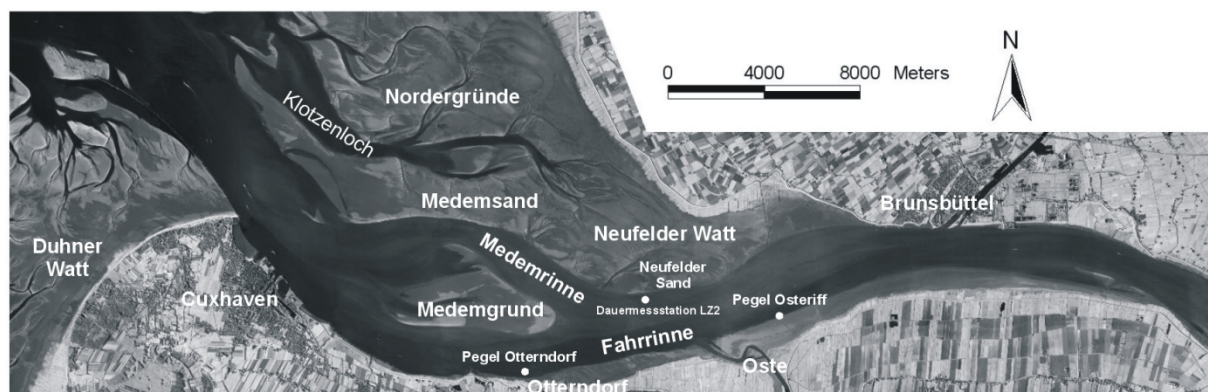 N
0 4000 8000 Meters
Nordergründe
Klotzenloch
Medemsand
Brunsbüttel
Neufelder Watt
Duhner
Watt
Medemrinne
Neufelder
Sand
Cuxhaven
Medemgrund
Dauermessstation LZ2
Pegel Osteriff
Fahrrinne
Pegel Otterndorf
Oste
Otterndorf